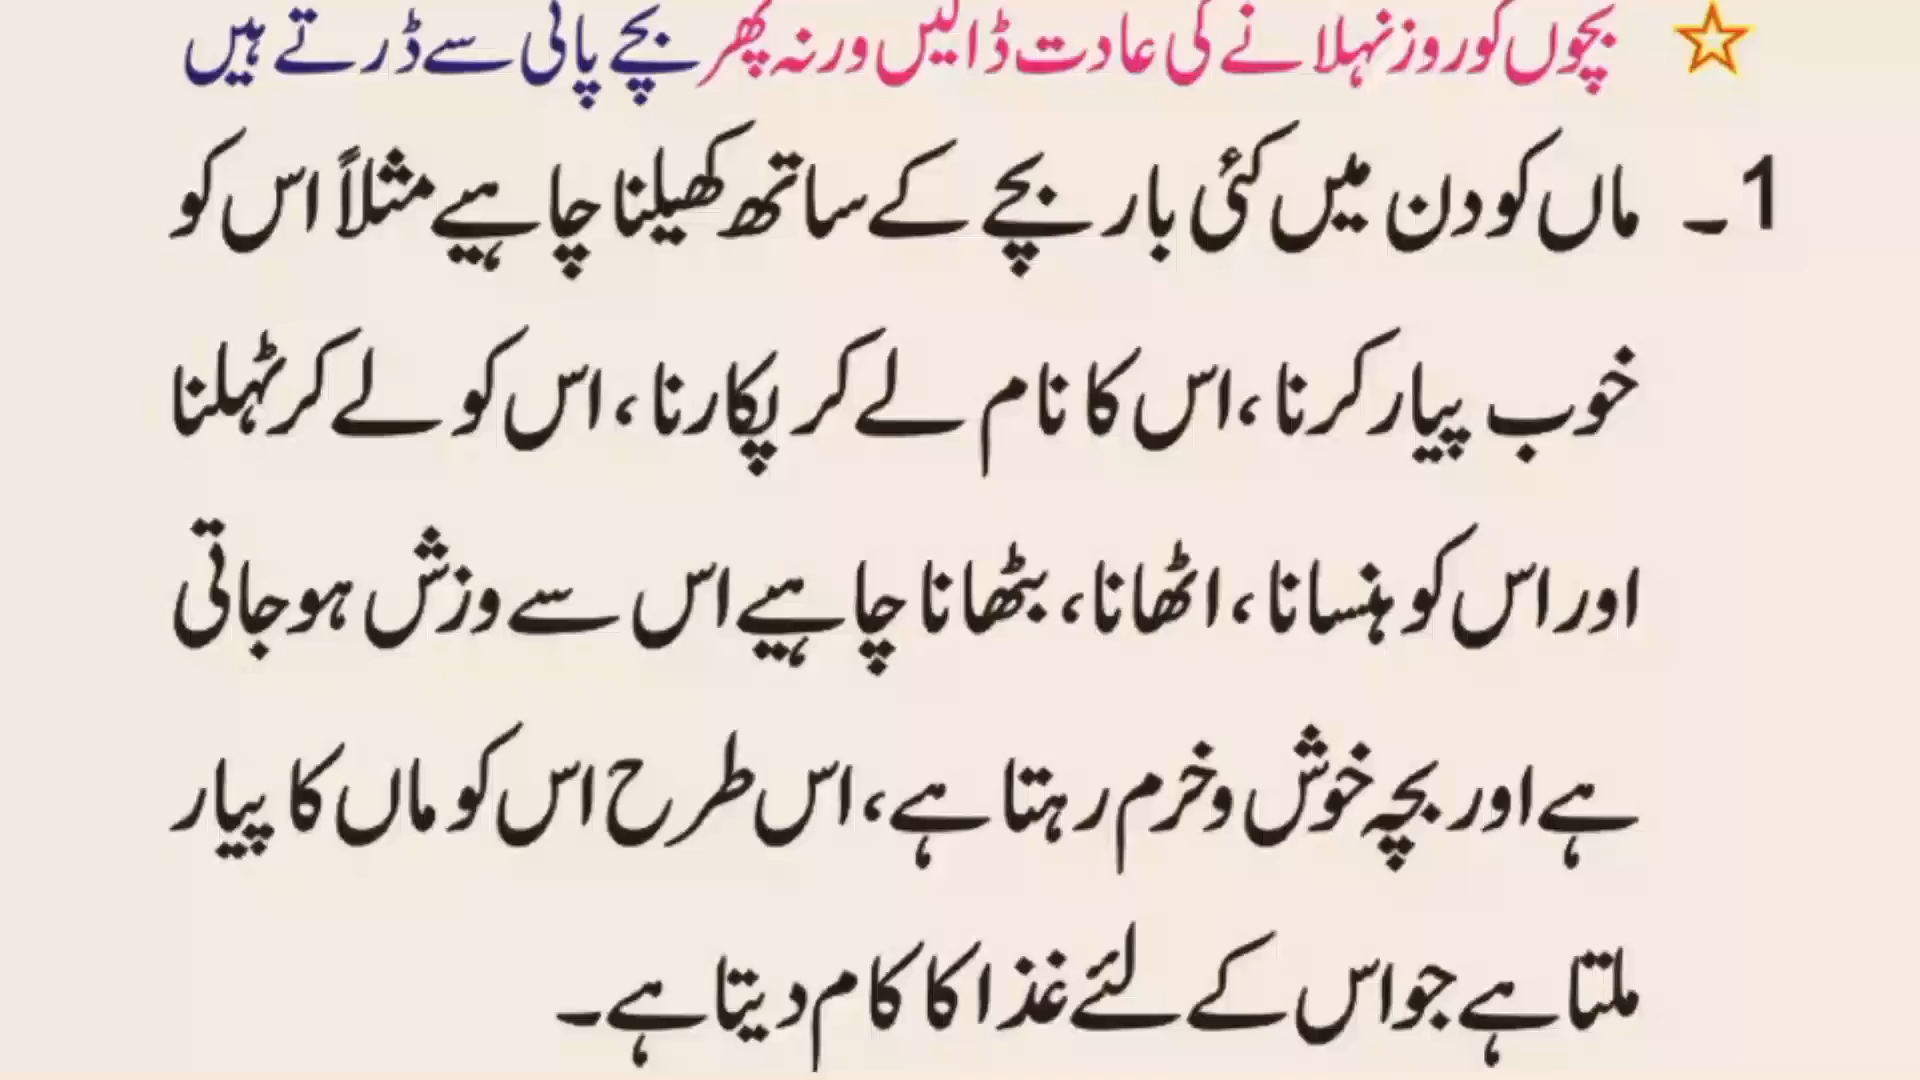 ☆ بچوں کو روز نہلانے کی عادت ڈالیں ورنہ پھر بچے پانی سے ڈرتے ہیں
1۔ ماں کو دن میں کئی بار بچے کے ساتھ کھیلنا چاہیے مثلاً اس کو
خوب پیار کرنا، اس کا نام لے کر پکارنا، اس کو لے کر ٹہلنا
اور اس کو ہنسانا، اٹھانا، بٹھانا چاہیے اس سے وزش ہو جاتی
ہے اور بچہ خوش و خرم رہتا ہے، اس طرح اس کو ماں کا پیار
ملتا ہے جو اس کے لئے غذا کا کام دیتا ہے۔